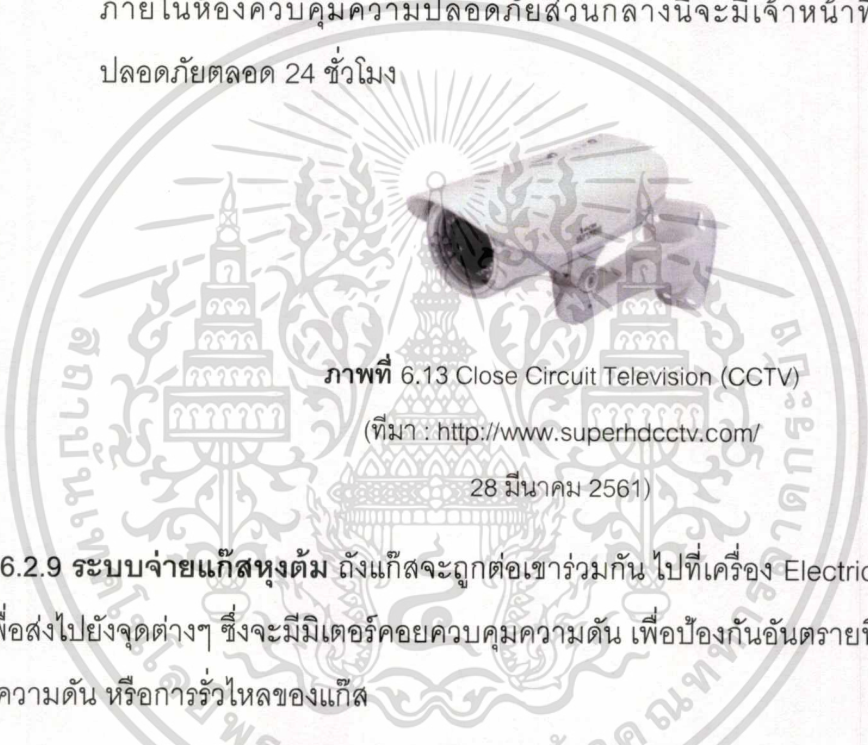 ภายในห้องควบคุมความปลอดภัยส่วนกลางนี้จะมีเจ้าหน้าที่
ปลอดภัยตลอด 24 ชั่วโมง
ภาพที่ 6.13 Close Circuit Television (CCTV)
(ที่มา : http://www.superhdcctv.com/
28 มีนาคม 2561)
6.2.9 ระบบจ่ายแก๊สหุงต้ม ถังแก๊สจะถูกต่อเขาร่วมกัน ไปที่เครื่อง Electric
พื่อส่งไปยังจุดต่างๆ ซึ่งจะมีมิเตอร์คอยควบคุมความดัน เพื่อป้องกันอันตรายที
ความดัน หรือการรั่วไหลของแก๊ส